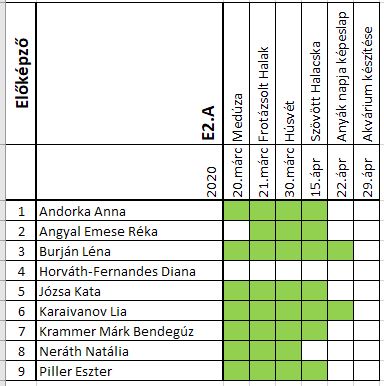 Előképző
E2.A
2020
20.márc Medúza
21.márc Frotázsolt Halak
30.márc Húsvét
15.ápr Szövött Halacska
22.ápr Anyák napja képeslap
29.ápr Akvárium készítése
1 Andorka Anna
2 Angyal Emese Réka
3 Burján Léna
4 Horváth-Fernandes Diana
5 Józsa Kata
6 Karaivanov Lia
7 Krammer Márk Bendegúz
8 Neráth Natália
9 Piller Eszter